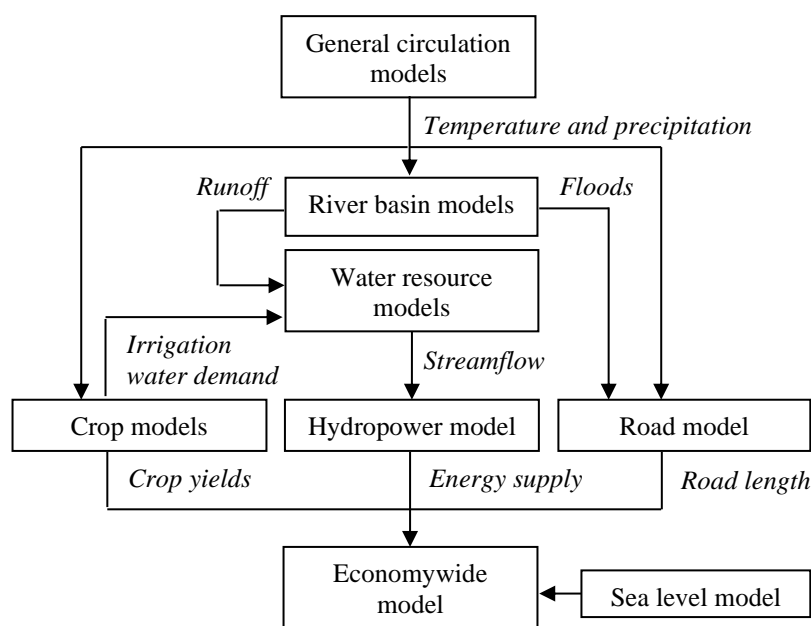 General circulation
models
Temperature and precipitation
Runoff
Floods
River basin models
Water resource
models
Irrigation
water demand
Streamflow
Crop models
Hydropower model
Road model
Crop yields
Energy supply
Road length
Economywide
model
Sea level model